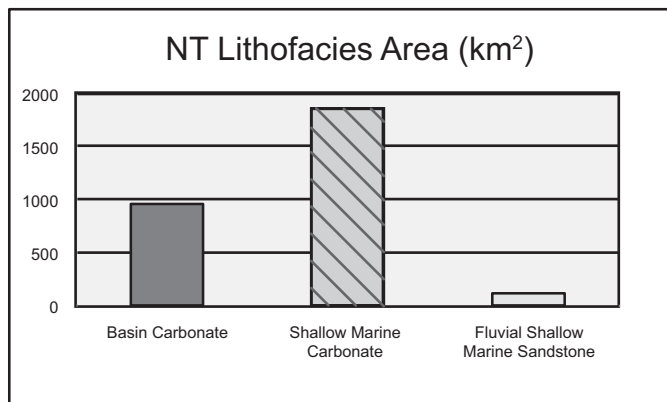 NT Lithofacies Area (km²)
2000
1500
1000
500
0
Basin Carbonate
Shallow Marine
Carbonate
Fluvial Shallow
Marine Sandstone